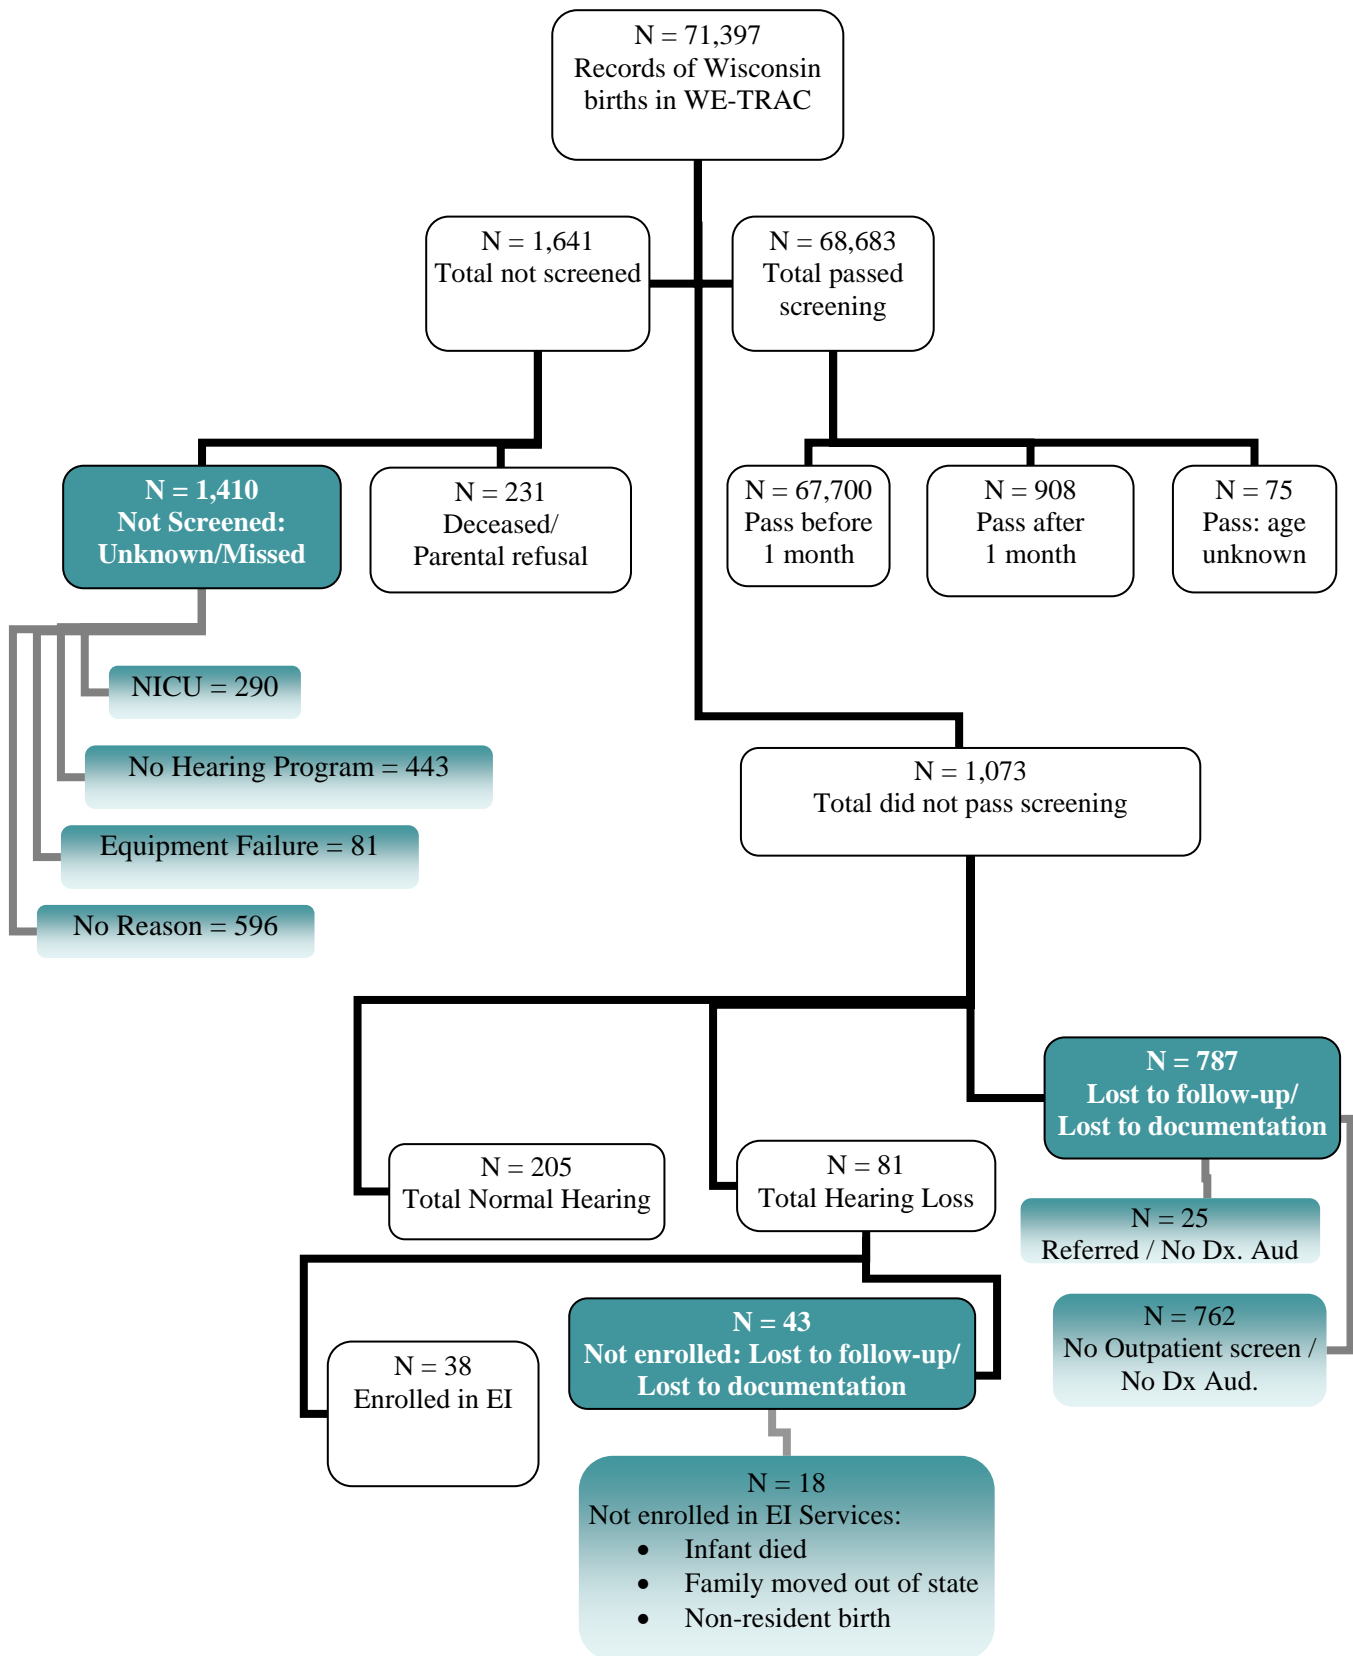 N = 71,397
Records of Wisconsin
births in WE-TRAC
N = 1,641
Total not screened
N = 68,683
Total passed
screening
N = 1,410
Not Screened:
Unknown/Missed
N = 231
Deceased/
Parental refusal
N = 67,700
Pass before
1 month
N = 908
Pass after
1 month
N = 75
Pass: age
unknown
NICU = 290
No Hearing Program = 443
Equipment Failure = 81
No Reason = 596
N = 1,073
Total did not pass screening
N = 787
Lost to follow-up/
Lost to documentation
N = 205
Total Normal Hearing
N = 81
Total Hearing Loss
N = 25
Referred / No Dx. Aud
N = 762
No Outpatient screen /
No Dx Aud.
N = 38
Enrolled in EI
N = 43
Not enrolled: Lost to follow-up/
Lost to documentation
N = 18
Not enrolled in EI Services:
• Infant died
• Family moved out of state
• Non-resident birth